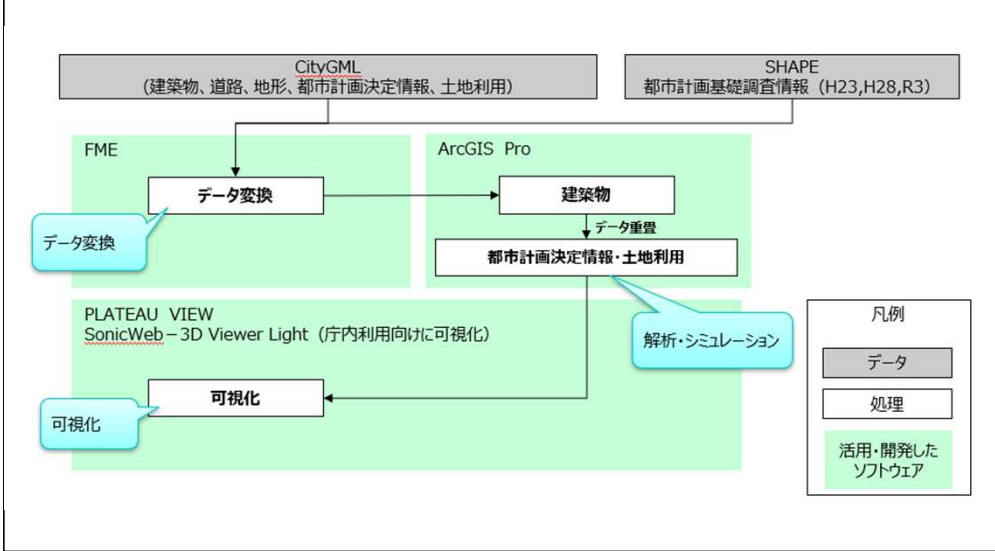 CityGML
（建築物、道路、地形、都市計画決定情報、土地利用）
SHAPE
都市計画基礎調査情報（H23,H28,R3）
FME
ArcGIS Pro
データ変換
建築物
データ変換
データ重畳
都市計画決定情報・土地利用
PLATEAU VIEW
SonicWeb－3D Viewer Light（庁内利用向けに可視化）
解析・シミュレーション
可視化
可視化
凡例
データ
処理
活用・開発した
ソフトウェア